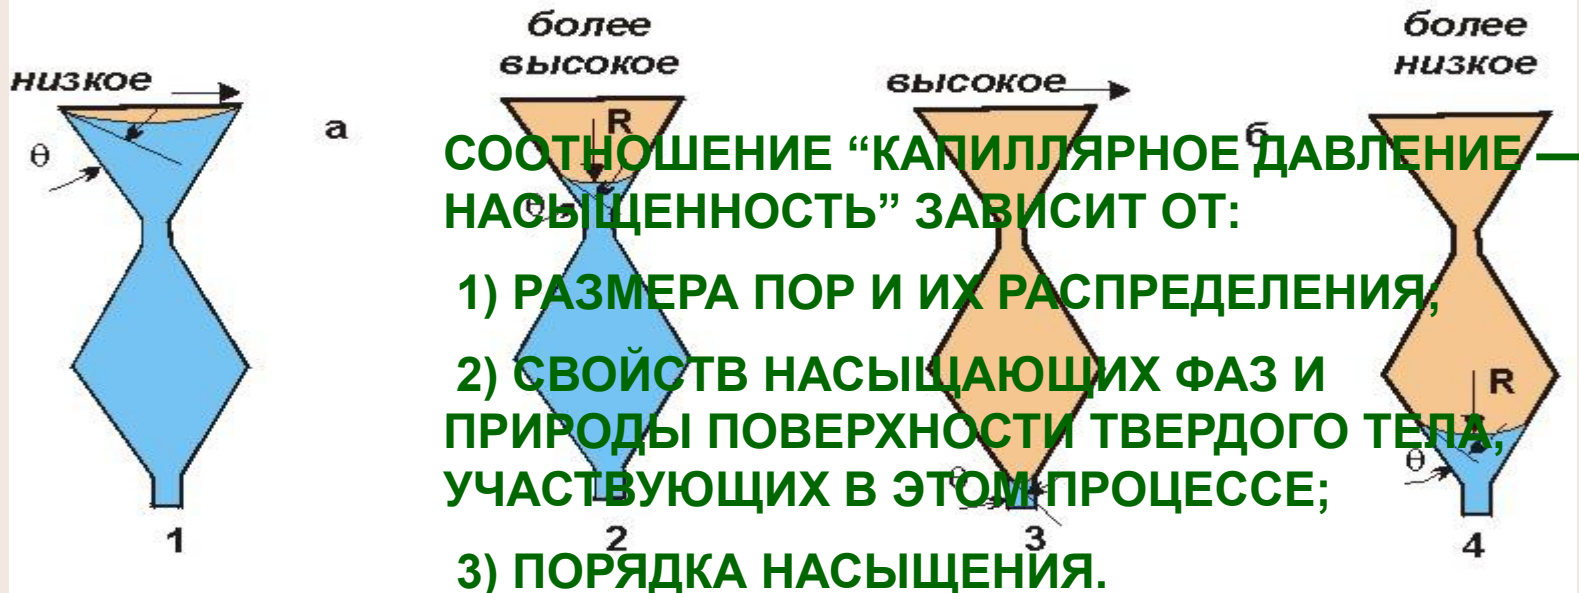 более
высокое
более
низкое
низкое
высокое
а
б
R
θ
СООТНОШЕНИЕ “КАПИЛЛЯРНОЕ ДАВЛЕНИЕ —
НАСЫЩЕННОСТЬ” ЗАВИСИТ ОТ:
θ
1) РАЗМЕРА ПОР И ИХ РАСПРЕДЕЛЕНИЯ;
2) СВОЙСТВ НАСЫЩАЮЩИХ ФАЗ И
R
ПРИРОДЫ ПОВЕРХНОСТИ ТВЕРДОГО ТЕЛА,
θ
θ
УЧАСТВУЮЩИХ В ЭТОМ ПРОЦЕССЕ;
1
2
3
4
3) ПОРЯДКА НАСЫЩЕНИЯ.